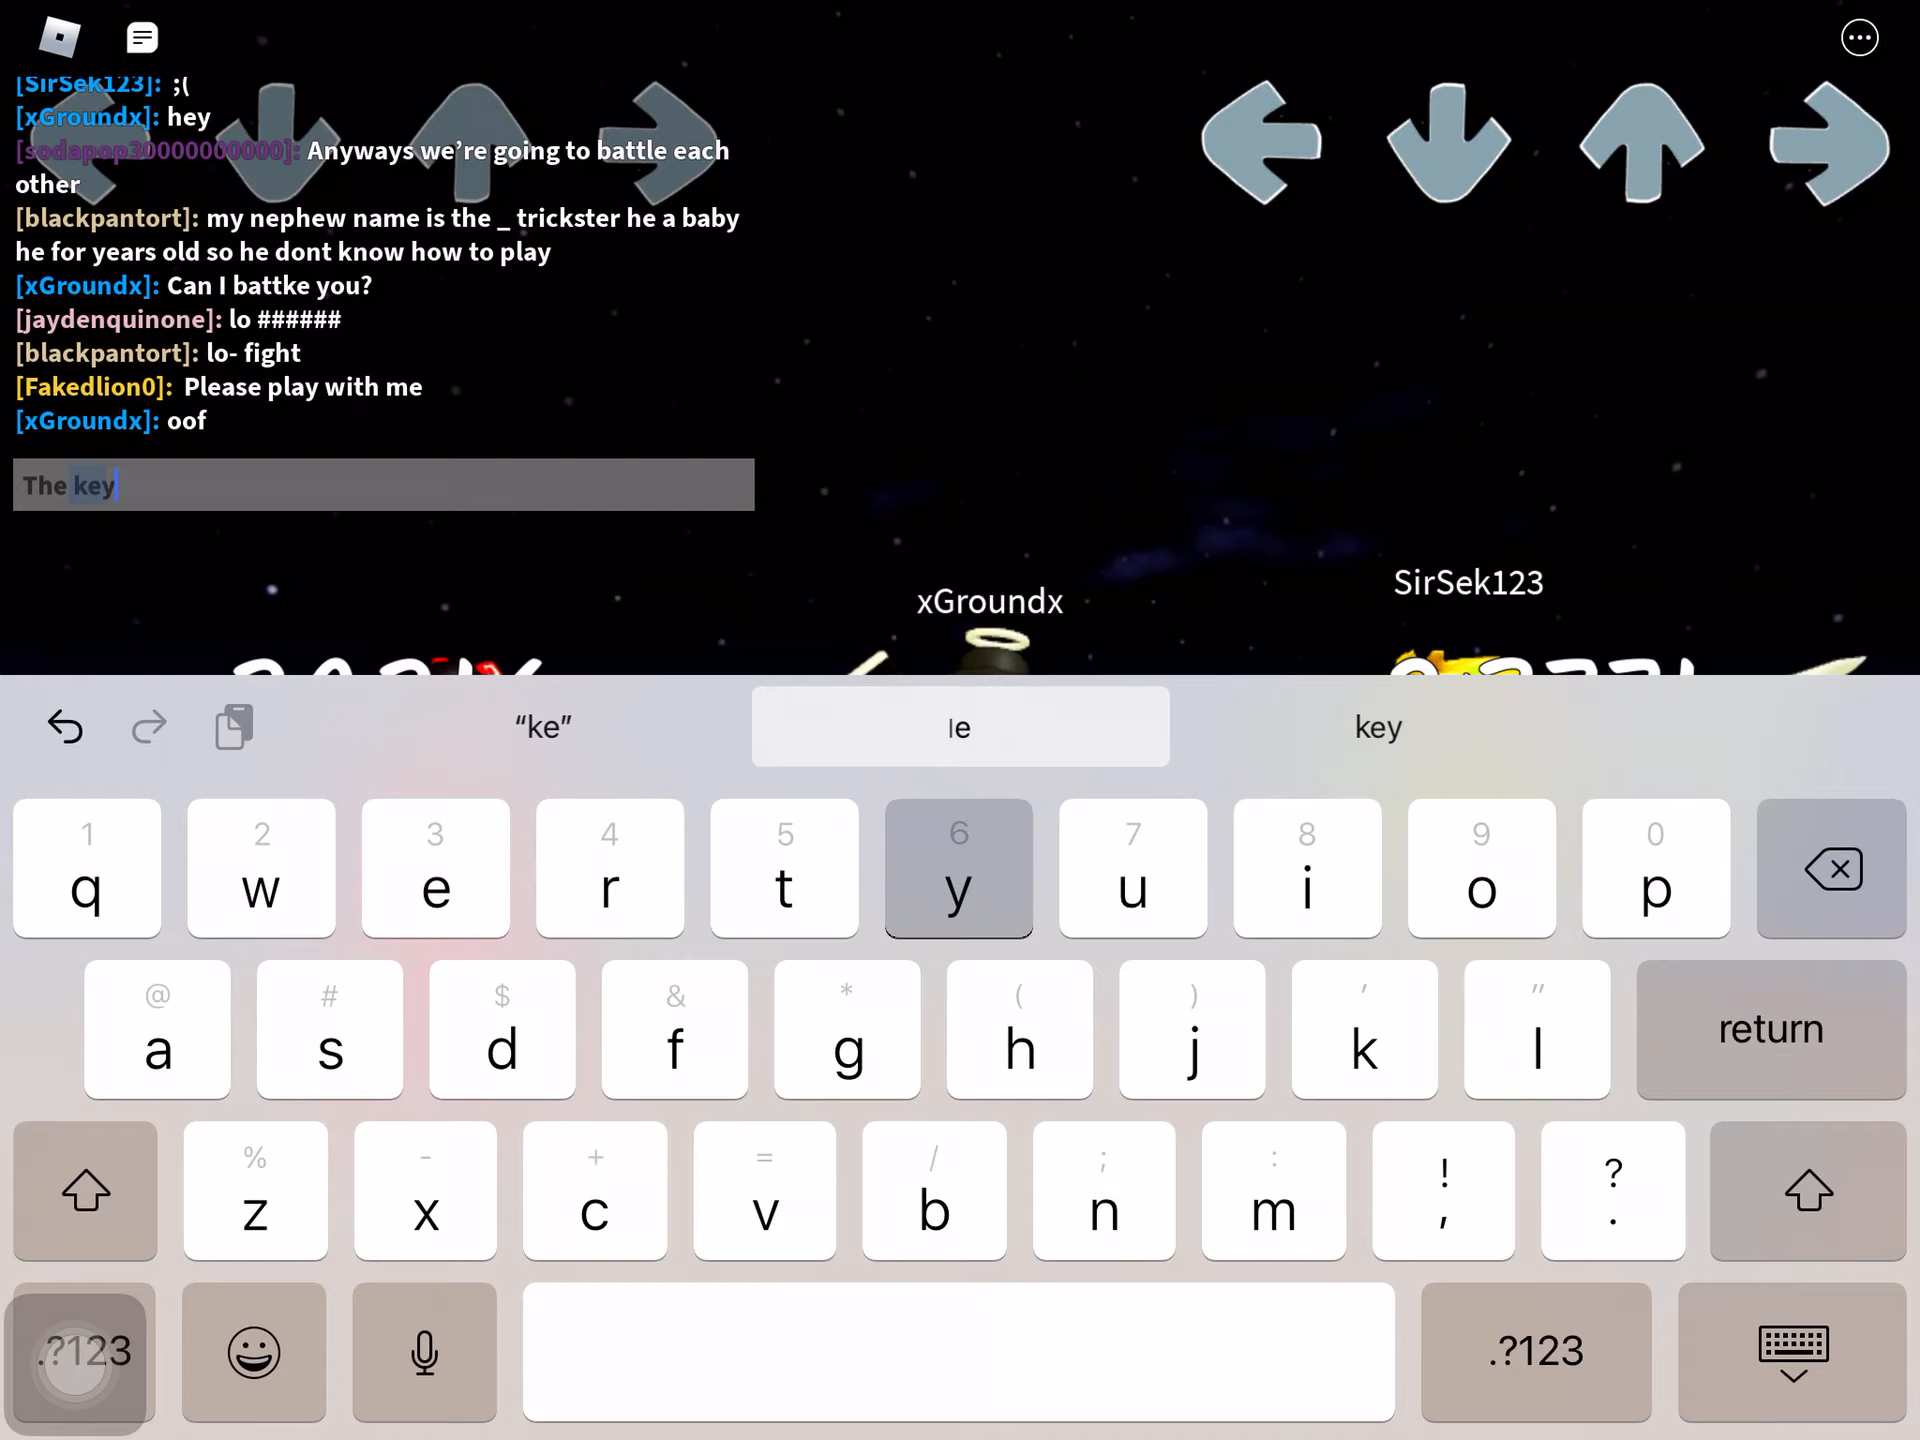 [SirSek123]: ;(
[xGroundx]: hey
[sodapop30000000000]: Anyways we’re going to battle each
other
[blackpantort]: my nephew name is the _ trickster he a baby
he for years old so he dont know how to play
[xGroundx]: Can I battke you?
[jaydenquinone]: lo ######
[blackpantort]: lo- fight
[Fakedlion0]: Please play with me
[xGroundx]: oof
The key
SirSek123
xGroundx
“ke” le key
1 2 3 4 5 6 7 8 9 0
q w e r t y u i o p
@ # $ & * ( ) ’ ”
a s d f g h j k l return
% - + = / ; : ! ?
z x c v b n m , .
.?123 .?123